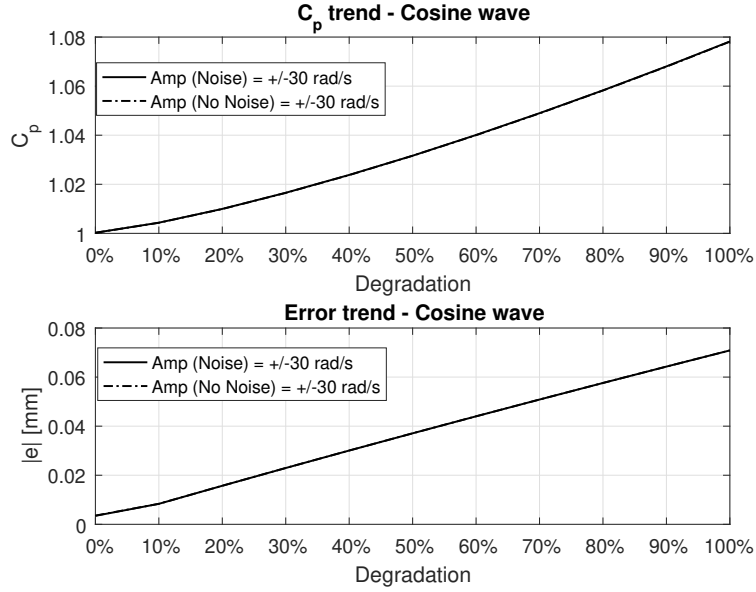 C_p trend - Cosine wave
1.08
1.06
1.04
1.02
1
C_p
Amp (Noise) = +/-30 rad/s
Amp (No Noise) = +/-30 rad/s
0% 10% 20% 30% 40% 50% 60% 70% 80% 90% 100%
Degradation
Error trend - Cosine wave
0.08
0.06
0.04
0.02
0
|e| [mm]
Amp (Noise) = +/-30 rad/s
Amp (No Noise) = +/-30 rad/s
0% 10% 20% 30% 40% 50% 60% 70% 80% 90% 100%
Degradation